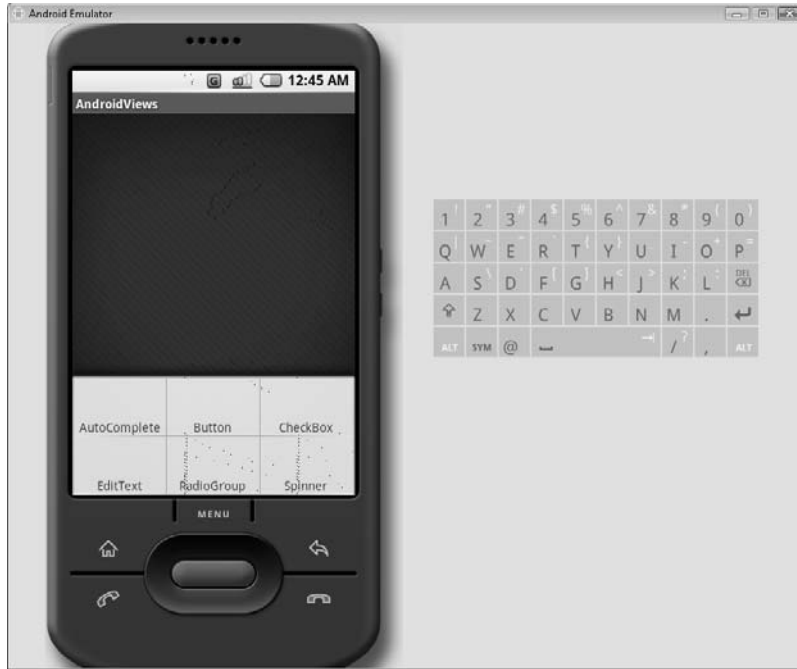 Android Emulator
G 12:45 AM
AndroidViews
AutoComplete Button CheckBox
EditText RadioGroup Spinner
MENU
1 ! 2 " 3 # 4 $ 5 % 6 ^ 7 & 8 * 9 ( 0 )
Q W E R T { Y } U I O + P =
A S \ D F [ G ] H < J > K : L DEL
Z X C V B N M .
ALT SYM @ / ? , ALT